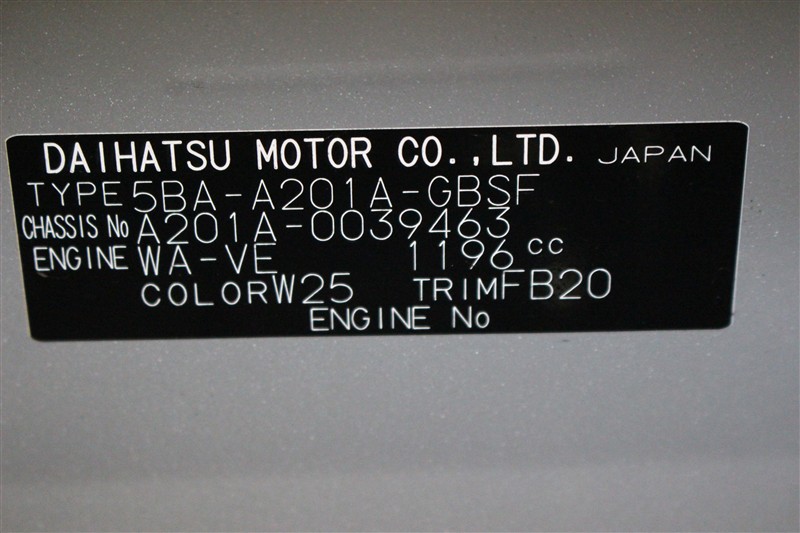 DAIHATSU MOTOR CO.,LTD. JAPAN
TYPE 5BA-A201A-GBSF
CHASSIS No A201A-0039463
ENGINE WA-VE 1196 cc
COLOR W25 TRIM FB20
ENGINE No